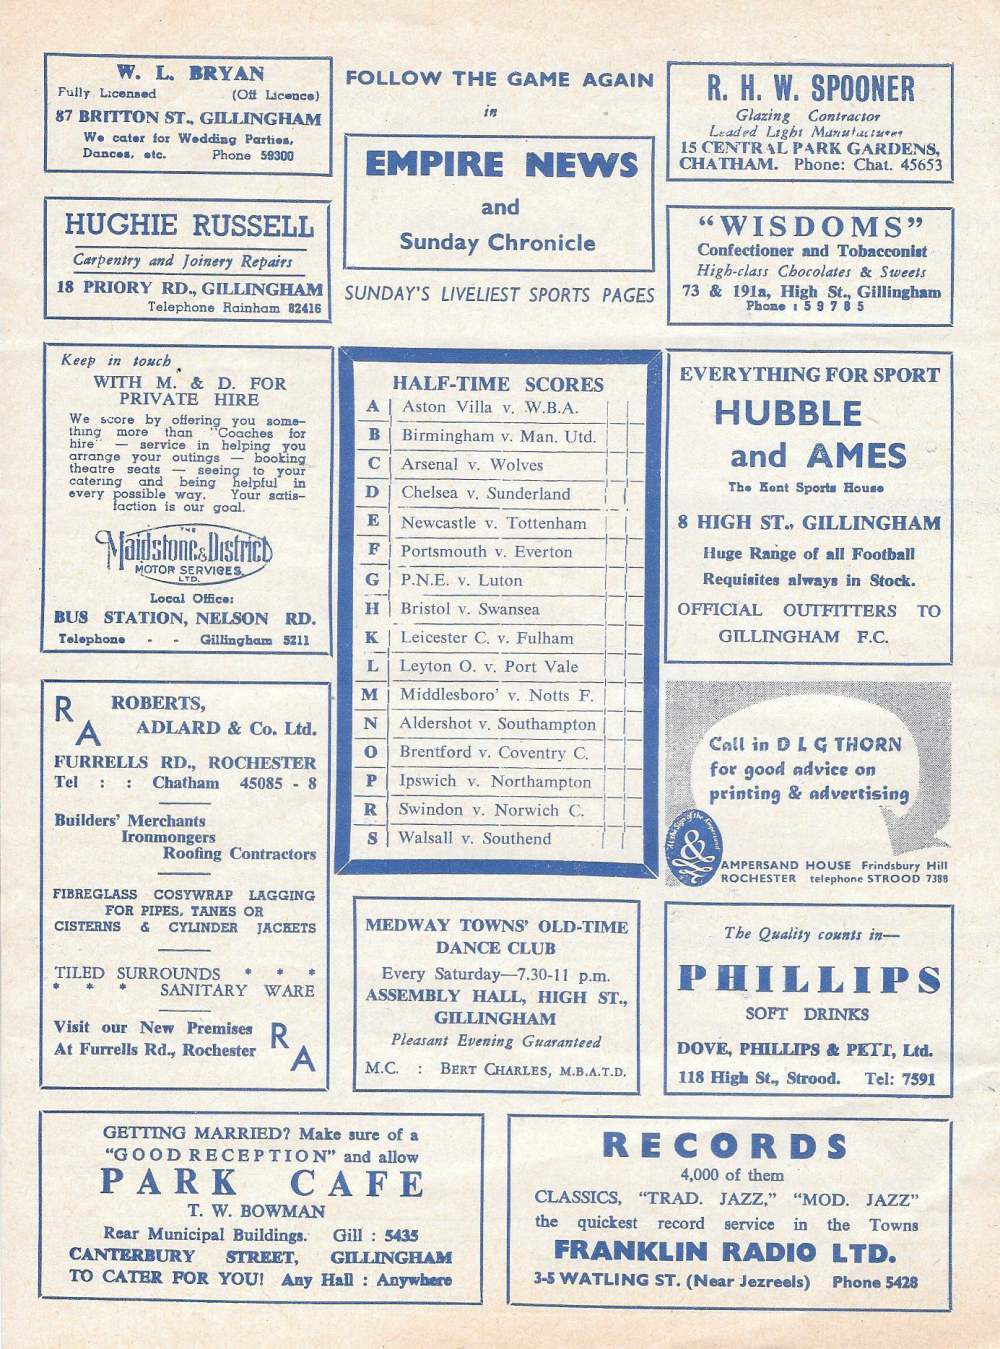 W. L. BRYAN
Fully Licensed (Off Licence)
87 BRITTON ST., GILLINGHAM
We cater for Wedding Parties,
Dances, etc. Phone 59300
HUGHIE RUSSELL
Carpentry and Joinery Repairs
18 PRIORY RD., GILLINGHAM
Telephone Rainham 82416
FOLLOW THE GAME AGAIN
in
EMPIRE NEWS
and
Sunday Chronicle
SUNDAY'S LIVELIEST SPORTS PAGES
R. H. W. SPOONER
Glazing Contractor
Leaded Light Manufacturer
15 CENTRAL PARK GARDENS,
CHATHAM. Phone: Chat. 45653
"WISDOMS"
Confectioner and Tobacconist
High-class Chocolates & Sweets
73 & 191a, High St., Gillingham
Phone : 59785
Keep in touch
WITH M. & D. FOR
PRIVATE HIRE
We score by offering you some-
thing more than "Coaches for
hire" — service in helping you
arrange your outings — booking
theatre seats — seeing to your
catering and being helpful in
every possible way. Your satis-
faction is our goal.
THE
Maidstone & District
MOTOR SERVICES
LTD.
Local Office:
BUS STATION, NELSON RD.
Telephone - - Gillingham 5211
HALF-TIME SCORES
A Aston Villa v. W.B.A.
B Birmingham v. Man. Utd.
C Arsenal v. Wolves
D Chelsea v. Sunderland
E Newcastle v. Tottenham
F Portsmouth v. Everton
G P.N.E. v. Luton
H Bristol v. Swansea
K Leicester C. v. Fulham
L Leyton O. v. Port Vale
M Middlesboro' v. Notts F.
N Aldershot v. Southampton
O Brentford v. Coventry C.
P Ipswich v. Northampton
R Swindon v. Norwich C.
S Walsall v. Southend
EVERYTHING FOR SPORT
HUBBLE
and AMES
The Kent Sports House
8 HIGH ST., GILLINGHAM
Huge Range of all Football
Requisites always in Stock.
OFFICIAL OUTFITTERS TO
GILLINGHAM F.C.
R A
ROBERTS,
ADLARD & Co. Ltd.
FURRELLS RD., ROCHESTER
Tel : : Chatham 45085 - 8
Builders' Merchants
Ironmongers
Roofing Contractors
FIBREGLASS COSYWRAP LAGGING
FOR PIPES, TANKS OR
CISTERNS & CYLINDER JACKETS
TILED SURROUNDS * * *
* * * SANITARY WARE
Visit our New Premises
At Furrells Rd., Rochester
R A
Call in D L G THORN
for good advice on
printing & advertising
At the Sign of the Ampersand
&
AMPERSAND HOUSE Frindsbury Hill
ROCHESTER telephone STROOD 7388
MEDWAY TOWNS' OLD-TIME
DANCE CLUB
Every Saturday—7.30-11 p.m.
ASSEMBLY HALL, HIGH ST.,
GILLINGHAM
Pleasant Evening Guaranteed
M.C. : BERT CHARLES, M.B.A.T.D.
The Quality counts in—
PHILLIPS
SOFT DRINKS
DOVE, PHILLIPS & PETT, Ltd.
118 High St., Strood. Tel: 7591
GETTING MARRIED? Make sure of a
"GOOD RECEPTION" and allow
PARK CAFE
T. W. BOWMAN
Rear Municipal Buildings. Gill : 5435
CANTERBURY STREET, GILLINGHAM
TO CATER FOR YOU! Any Hall : Anywhere
RECORDS
4,000 of them
CLASSICS, "TRAD. JAZZ," "MOD. JAZZ"
the quickest record service in the Towns
FRANKLIN RADIO LTD.
3-5 WATLING ST. (Near Jezreels) Phone 5428